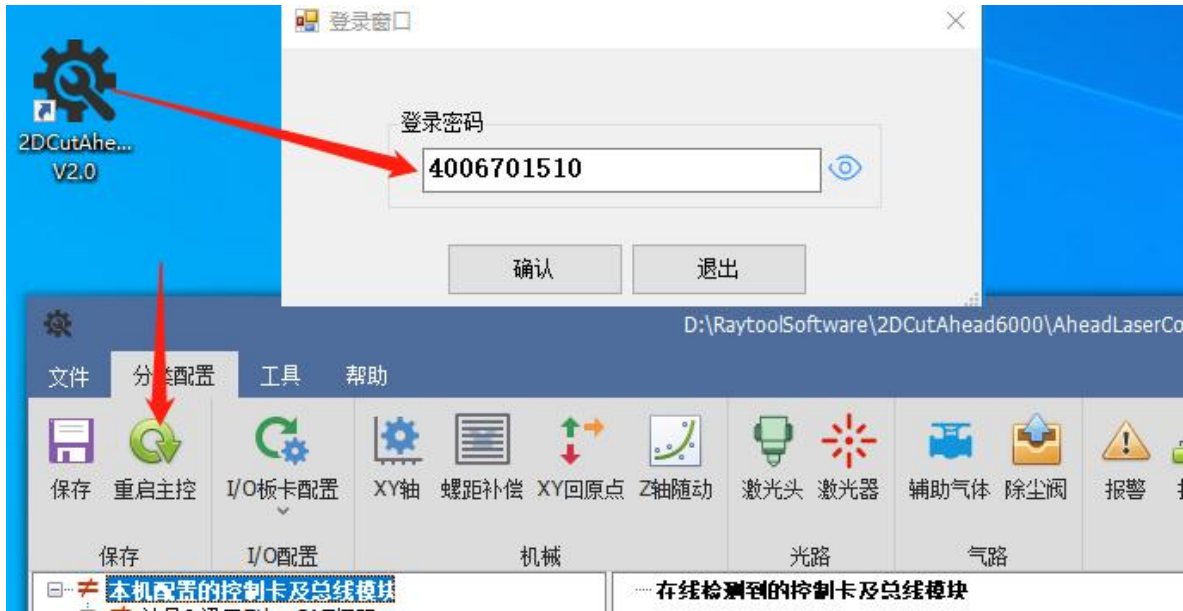 登录窗口
2DCutAhe...
V2.0
登录密码
4006701510
确认
退出
D:\RaytoolSoftware\2DCutAhead6000\AheadLaserCo
文件 分类配置 工具 帮助
保存 重启主控 I/O板卡配置 XY轴 螺距补偿 XY回原点 Z轴随动 激光头 激光器 辅助气体 除尘阀 报警
保存 I/O配置 机械 光路 气路
本机配置的控制卡及总线模块
在线检测到的控制卡及总线模块